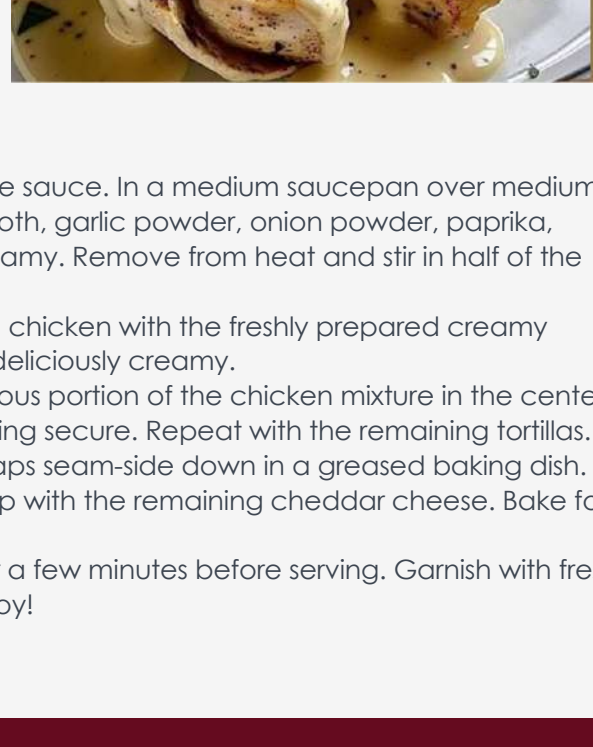 e sauce. In a medium saucepan over medium
oth, garlic powder, onion powder, paprika,
amy. Remove from heat and stir in half of the
chicken with the freshly prepared creamy
deliciously creamy.
ous portion of the chicken mixture in the cente
ing secure. Repeat with the remaining tortillas.
aps seam-side down in a greased baking dish.
p with the remaining cheddar cheese. Bake fo
a few minutes before serving. Garnish with fre
oy!